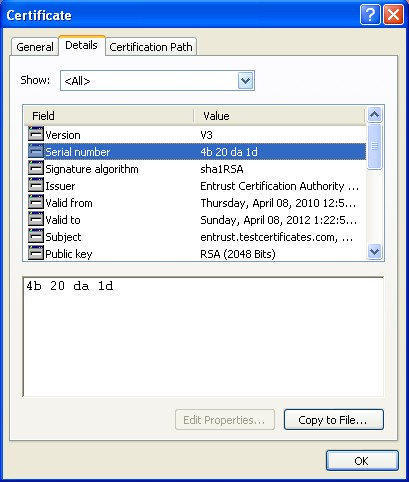 Certificate
General Details Certification Path
Show: <All>
Field Value
Version V3
Serial number 4b 20 da 1d
Signature algorithm sha1RSA
Issuer Entrust Certification Authority ...
Valid from Thursday, April 08, 2010 12:5...
Valid to Sunday, April 08, 2012 1:22:5...
Subject entrust.testcertificates.com, ...
Public key RSA (2048 Bits)
4b 20 da 1d
Edit Properties... Copy to File...
OK